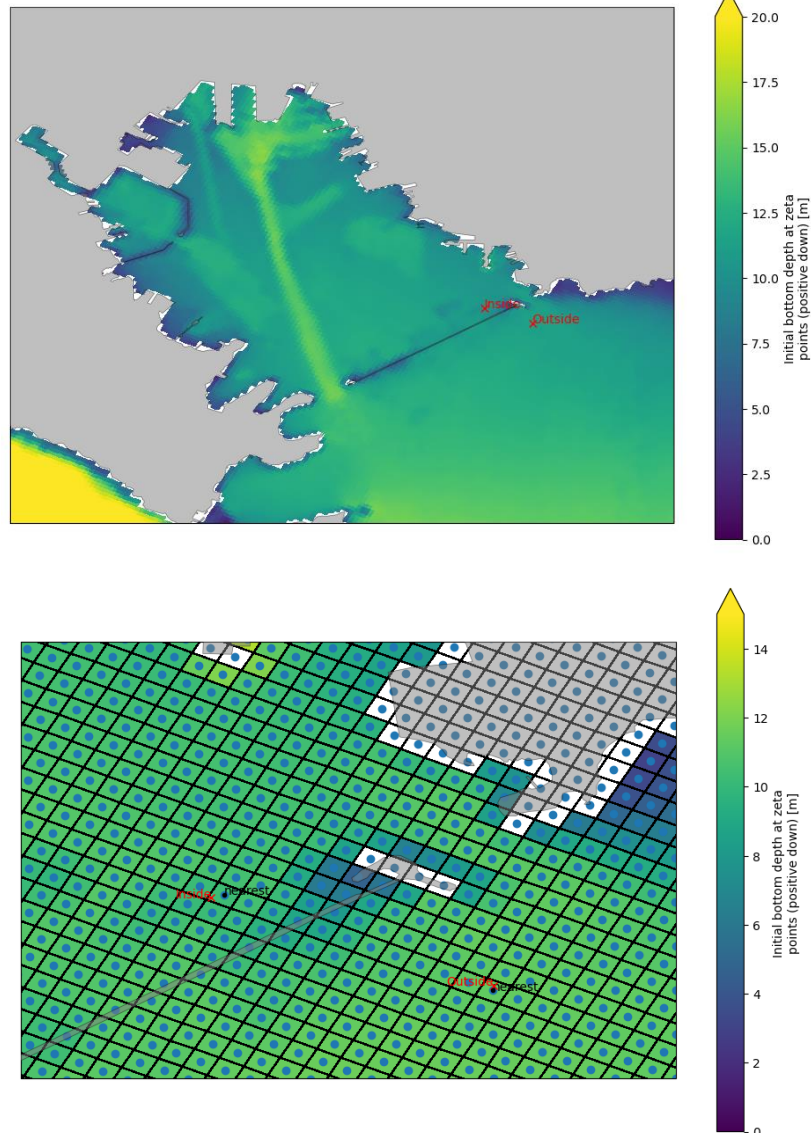 20.0
17.5
15.0
12.5
10.0
7.5
5.0
2.5
0.0
Initial bottom depth at zeta
points (positive down) [m]
Inside
Outside
14
12
10
8
6
4
2
0
Initial bottom depth at zeta
points (positive down) [m]
Inside
nearest
Outside
nearest